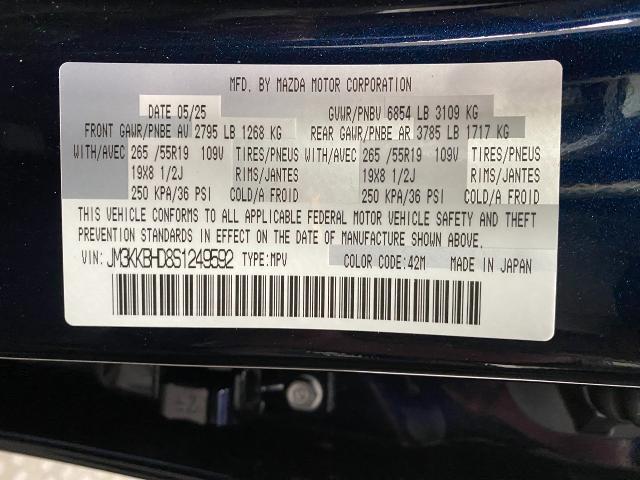 MFD. BY MAZDA MOTOR CORPORATION
DATE 05/25 GVWR/PNBV 6854 LB 3109 KG
FRONT GAWR/PNBE AV 2795 LB 1268 KG REAR GAWR/PNBE AR 3785 LB 1717 KG
WITH/AVEC 265 /55R19 109V TIRES/PNEUS WITH/AVEC 265 /55R19 109V TIRES/PNEUS
19X8 1/2J RIMS/JANTES 19X8 1/2J RIMS/JANTES
250 KPA/36 PSI COLD/A FROID 250 KPA/36 PSI COLD/A FROID
THIS VEHICLE CONFORMS TO ALL APPLICABLE FEDERAL MOTOR VEHICLE SAFETY AND THEFT
PREVENTION STANDARDS IN EFFECT ON THE DATE OF MANUFACTURE SHOWN ABOVE.
VIN: JM3KKBHD8S1249592 TYPE:MPV COLOR CODE:42M MADE IN JAPAN